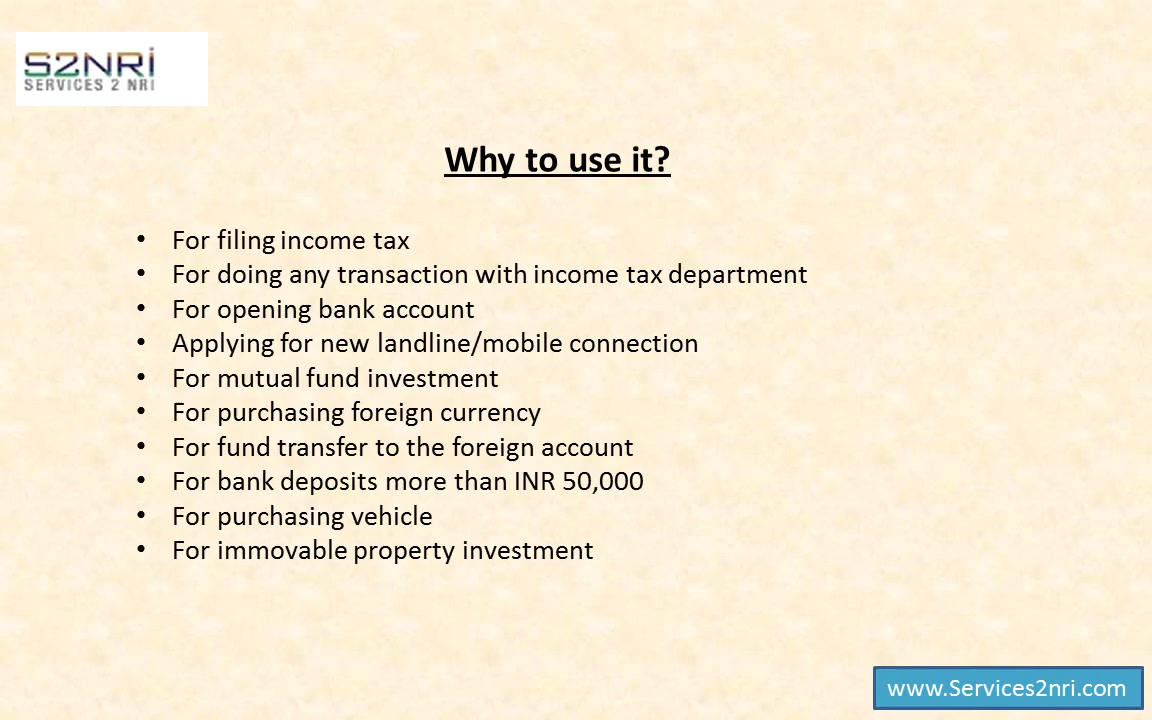 S2NRi
SERVICES 2 NRI
Why to use it?
• For filing income tax
• For doing any transaction with income tax department
• For opening bank account
• Applying for new landline/mobile connection
• For mutual fund investment
• For purchasing foreign currency
• For fund transfer to the foreign account
• For bank deposits more than INR 50,000
• For purchasing vehicle
• For immovable property investment
www.Services2nri.com